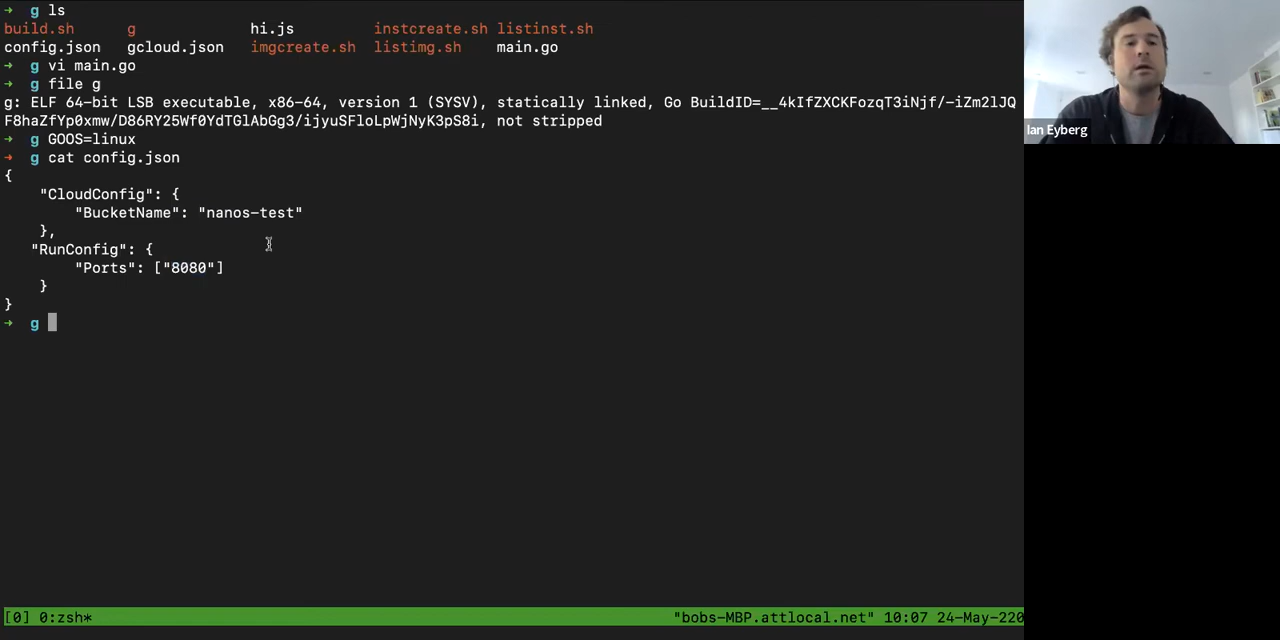 → g ls
build.sh g hi.js instcreate.sh listinst.sh
config.json gcloud.json imgcreate.sh listimg.sh main.go
→ g vi main.go
→ g file g
g: ELF 64-bit LSB executable, x86-64, version 1 (SYSV), statically linked, Go BuildID=__4kIfZXCKFozqT3iNjf/-iZm2lJQ
F8haZfYp0xmw/D86RY25Wf0YdTGlAbGg3/ijyuSFloLpWjNyK3pS8i, not stripped
→ g GOOS=linux
→ g cat config.json
{
"CloudConfig": {
"BucketName": "nanos-test"
},
"RunConfig": {
"Ports": ["8080"]
}
}
→ g
[0] 0:zsh* "bobs-MBP.attlocal.net" 10:07 24-May-220
Ian Eyberg